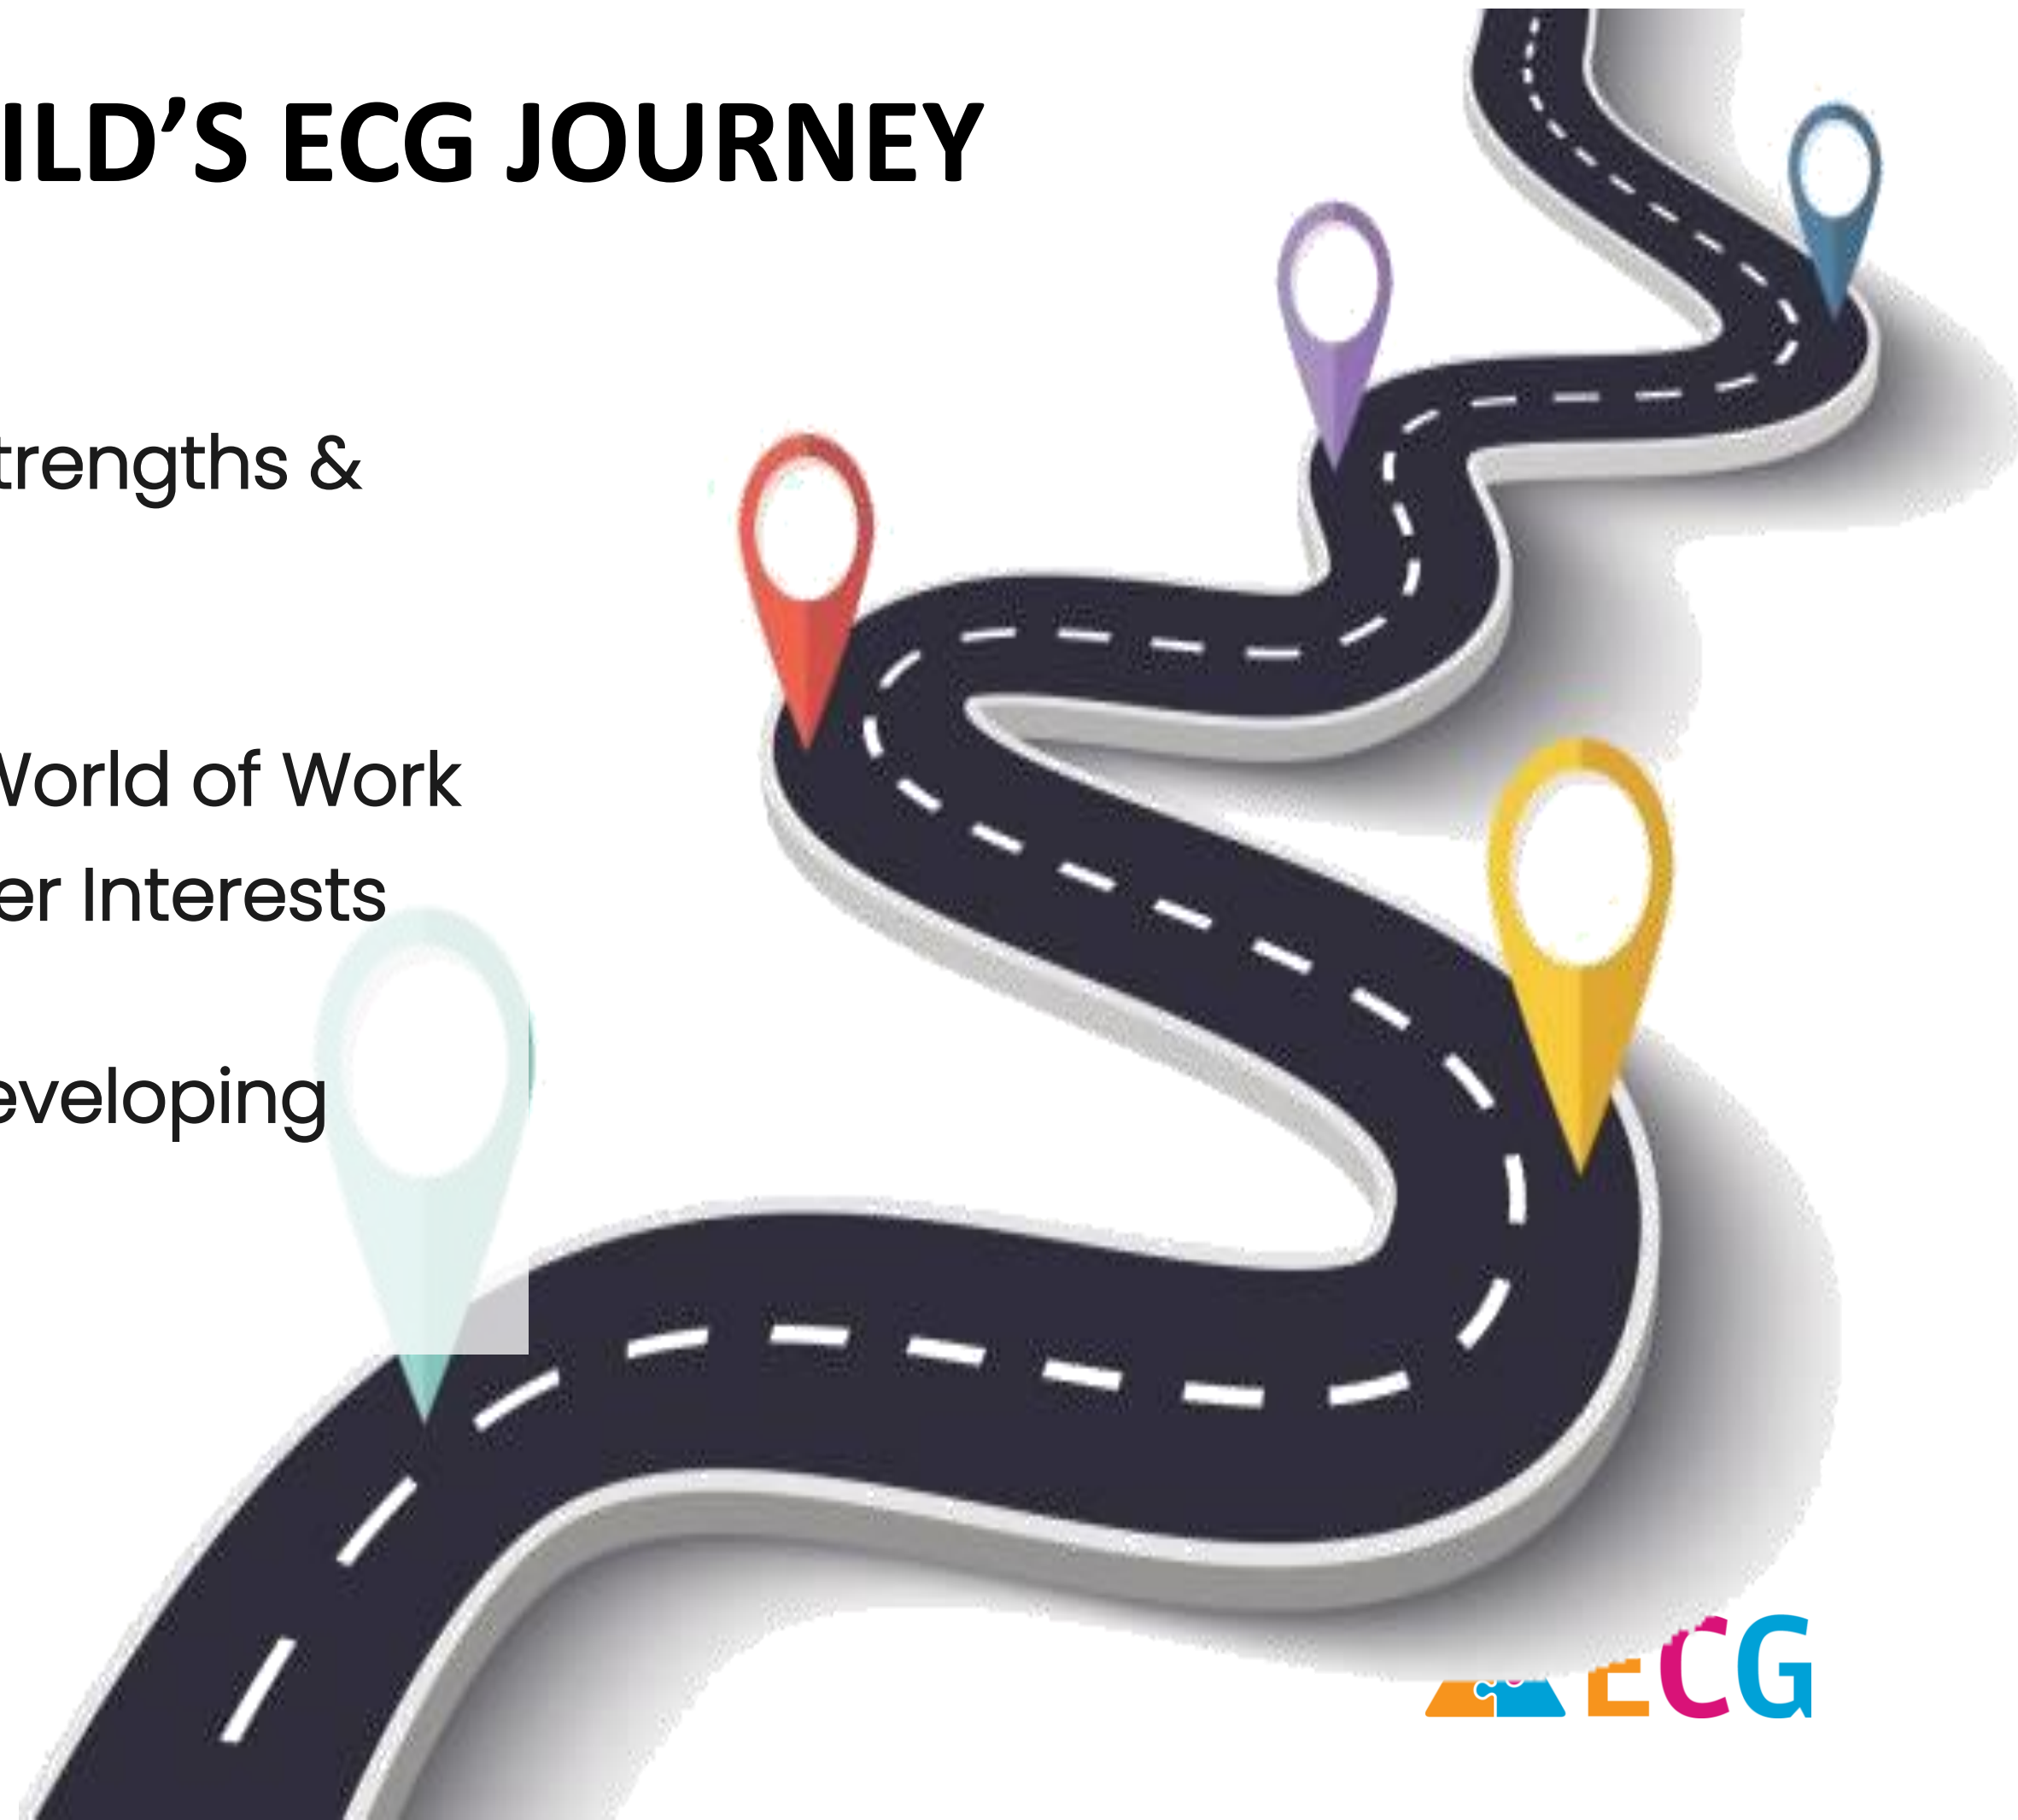 ILD’S ECG JOURNEY
trengths &
World of Work
er Interests
eveloping
ECG